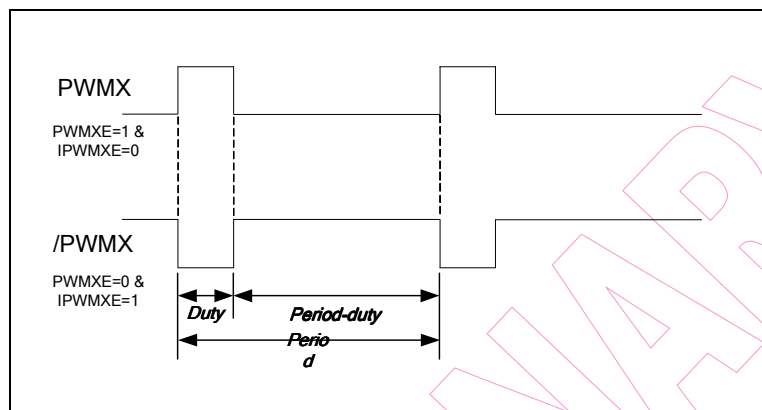 PWMX
PWMXE=1 &
IPWMXE=0
/PWMX
PWMXE=0 &
IPWMXE=1
Duty
Period-duty
Perio
d